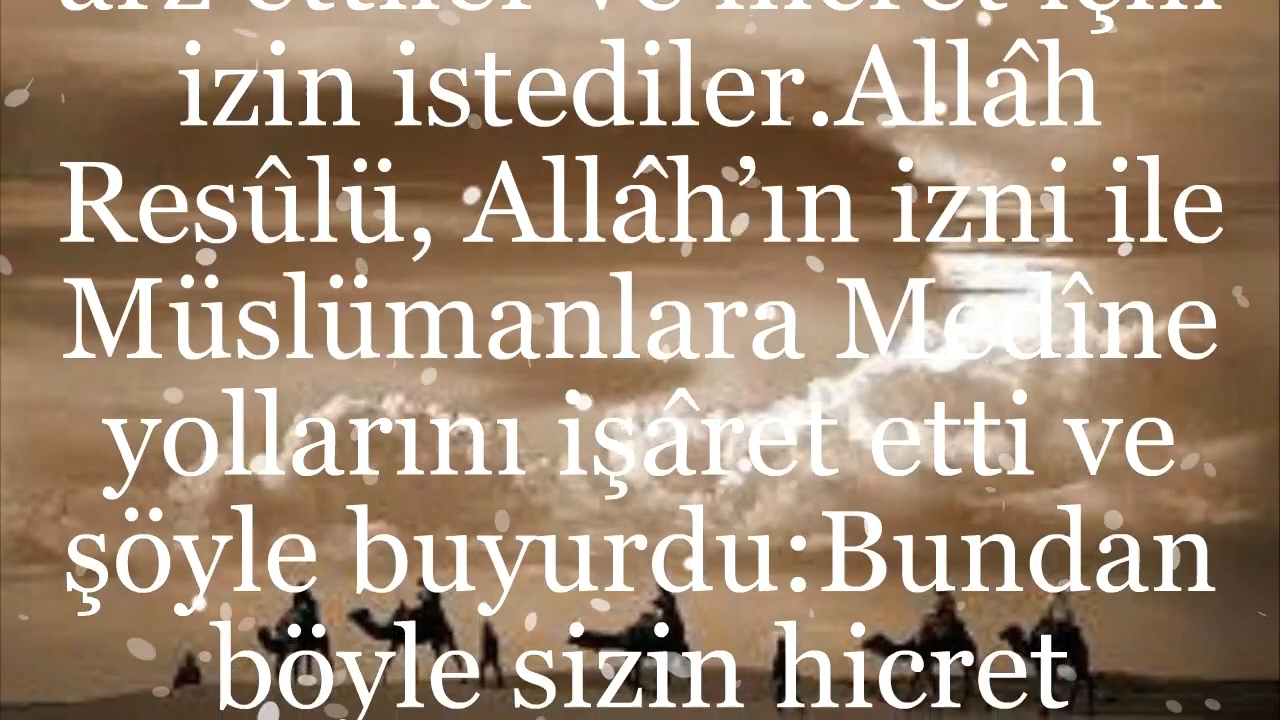 arz ettiler ve hicret için
izin istediler.Allâh
Resûlü, Allâh’ın izni ile
Müslümanlara Medîne
yollarını işâret etti ve
şöyle buyurdu:Bundan
böyle sizin hicret